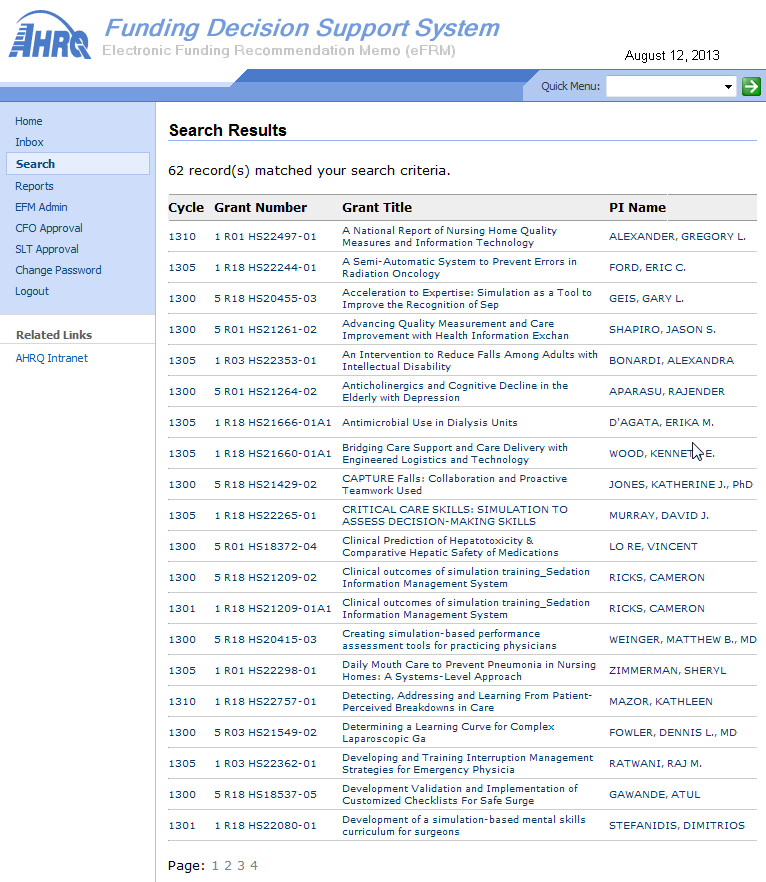 AHRQ
Funding Decision Support System
Electronic Funding Recommendation Memo (eFRM)
August 12, 2013
Quick Menu:
Home
Inbox
Search
Reports
EFM Admin
CFO Approval
SLT Approval
Change Password
Logout
Related Links
AHRQ Intranet
Search Results
62 record(s) matched your search criteria.
Cycle Grant Number Grant Title PI Name
1310 1 R01 HS22497-01 A National Report of Nursing Home Quality
Measures and Information Technology ALEXANDER, GREGORY L.
1305 1 R18 HS22244-01 A Semi-Automatic System to Prevent Errors in
Radiation Oncology FORD, ERIC C.
1300 5 R18 HS20455-03 Acceleration to Expertise: Simulation as a Tool to
Improve the Recognition of Sep GEIS, GARY L.
1300 5 R01 HS21261-02 Advancing Quality Measurement and Care
Improvement with Health Information Exchan SHAPIRO, JASON S.
1305 1 R03 HS22353-01 An Intervention to Reduce Falls Among Adults with
Intellectual Disability BONARDI, ALEXANDRA
1300 5 R01 HS21264-02 Anticholinergics and Cognitive Decline in the
Elderly with Depression APARASU, RAJENDER
1305 1 R18 HS21666-01A1 Antimicrobial Use in Dialysis Units D'AGATA, ERIKA M.
1305 1 R18 HS21660-01A1 Bridging Care Support and Care Delivery with
Engineered Logistics and Technology WOOD, KENNETH E.
1300 5 R18 HS21429-02 CAPTURE Falls: Collaboration and Proactive
Teamwork Used JONES, KATHERINE J., PhD
1305 1 R18 HS22265-01 CRITICAL CARE SKILLS: SIMULATION TO
ASSESS DECISION-MAKING SKILLS MURRAY, DAVID J.
1300 5 R01 HS18372-04 Clinical Prediction of Hepatotoxicity &
Comparative Hepatic Safety of Medications LO RE, VINCENT
1300 5 R18 HS21209-02 Clinical outcomes of simulation training_Sedation
Information Management System RICKS, CAMERON
1301 1 R18 HS21209-01A1 Clinical outcomes of simulation training_Sedation
Information Management System RICKS, CAMERON
1300 5 R18 HS20415-03 Creating simulation-based performance
assessment tools for practicing physicians WEINGER, MATTHEW B., MD
1305 1 R01 HS22298-01 Daily Mouth Care to Prevent Pneumonia in Nursing
Homes: A Systems-Level Approach ZIMMERMAN, SHERYL
1310 1 R18 HS22757-01 Detecting, Addressing and Learning From Patient-
Perceived Breakdowns in Care MAZOR, KATHLEEN
1300 5 R03 HS21549-02 Determining a Learning Curve for Complex
Laparoscopic Ga FOWLER, DENNIS L., MD
1305 1 R03 HS22362-01 Developing and Training Interruption Management
Strategies for Emergency Physicia RATWANI, RAJ M.
1300 5 R18 HS18537-05 Development Validation and Implementation of
Customized Checklists For Safe Surge GAWANDE, ATUL
1301 1 R18 HS22080-01 Development of a simulation-based mental skills
curriculum for surgeons STEFANIDIS, DIMITRIOS
Page: 1 2 3 4